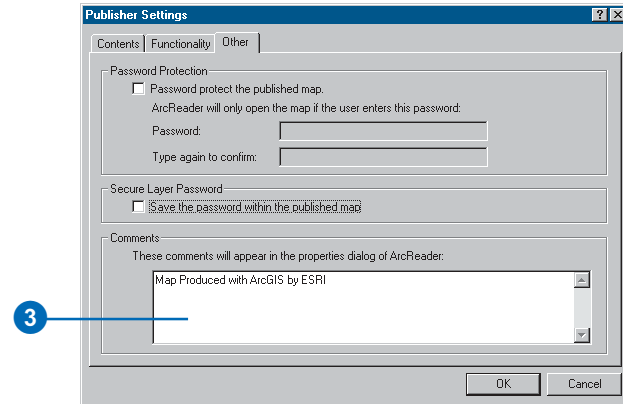 Publisher Settings
Contents
Functionality
Other
Password Protection
Password protect the published map.
ArcReader will only open the map if the user enters this password:
Password:
Type again to confirm:
Secure Layer Password
Save the password within the published map
Comments
These comments will appear in the properties dialog of ArcReader:
Map Produced with ArcGIS by ESRI
3
OK
Cancel